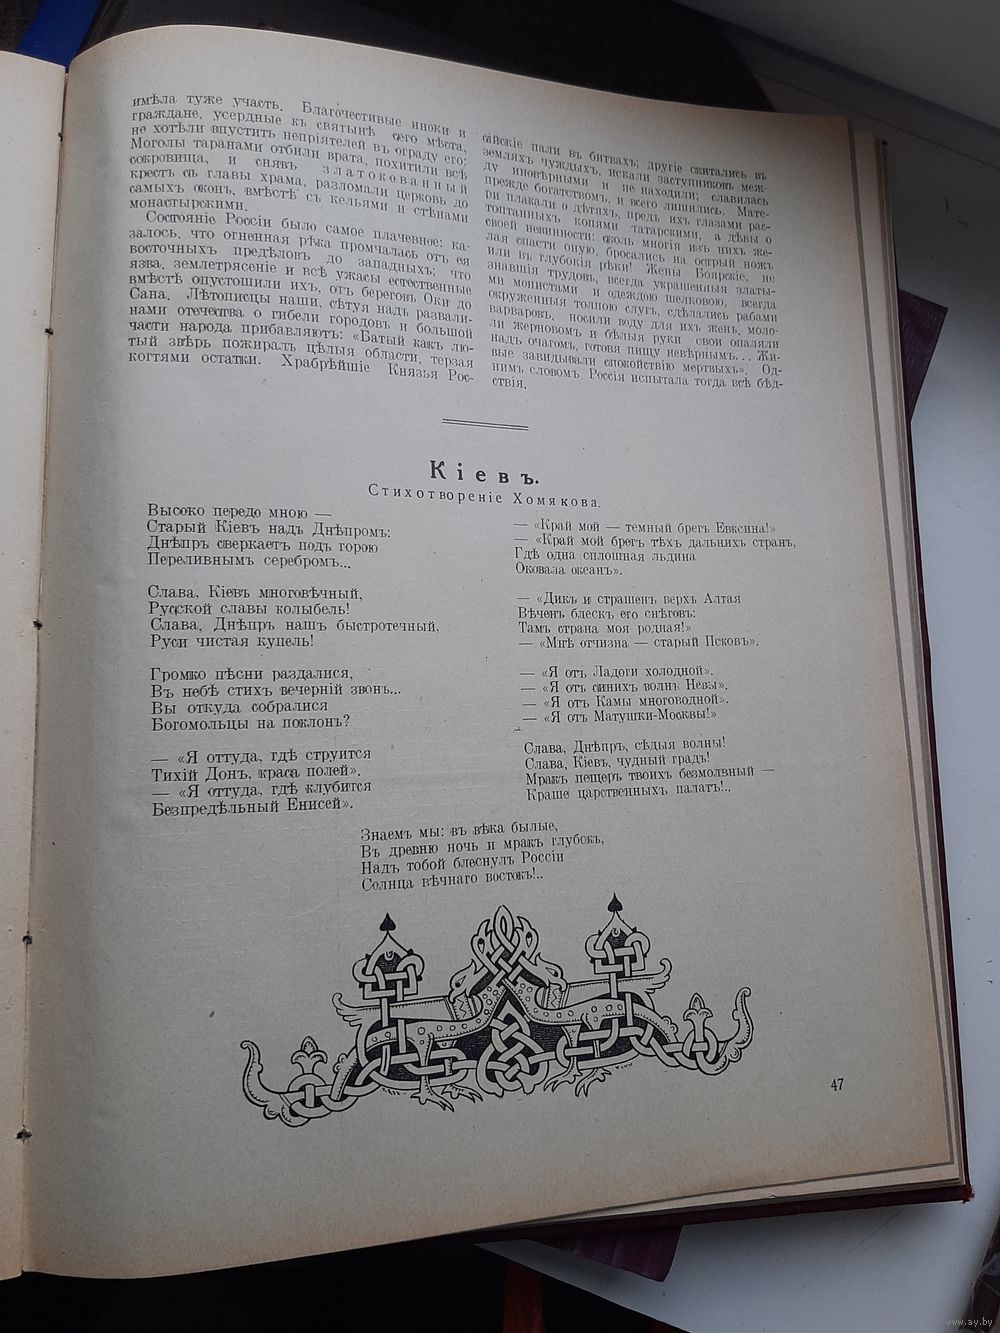 имѣла туже участь. Благочестивые иноки и
граждане, усердные къ святынѣ сего мѣста,
не хотѣли впустить непріятелей въ ограду его:
Моголы таранами отбили врата, похитили всѣ
сокровища, и снявъ златокованный
крестъ съ главы храма, разломали церковь до
самыхъ оконъ, вмѣстѣ съ кельями и стѣнами
монастырскими.
Состояніе Россіи было самое плачевное: ка-
залось, что огненная рѣка промчалась отъ ея
восточныхъ предѣловъ до западныхъ; что
язва, землетрясеніе и всѣ ужасы естественные
вмѣстѣ опустошили ихъ, отъ береговъ Оки до
Сана. Лѣтописцы наши, сѣтуя надъ развали-
нами отечества о гибели городовъ и большой
части народа прибавляютъ: «Батый какъ лю-
тый звѣрь пожиралъ цѣлыя области, терзая
когтями остатки. Храбрѣйшіе Князья Рос-
сійскіе пали въ битвахъ; другіе скитались въ
земляхъ чуждыхъ, искали заступниковъ меж-
ду иновѣрными и не находили; славилась
прежде богатствомъ, и всего лишились. Мате-
ри плакали о дѣтяхъ, предъ ихъ глазами рас-
топтанныхъ конями татарскими, а дѣвы о
своей невинности: сколь многія изъ нихъ же-
лая спасти оную, бросались на острый ножъ
или въ глубокія рѣки! Жены Боярскіе, не
знавшія трудовъ, всегда украшенныя златы-
ми монистами и одеждою шелковою, всегда
окруженныя толпою слугъ, сдѣлались рабами
варваровъ, носили воду для ихъ женъ, моло-
ли жерновомъ и бѣлыя руки свои опаляли
надъ очагомъ, готовя пищу невѣрнымъ... Жи-
вые завидывали спокойствію мертвыхъ». Од-
нимъ словомъ, Россія испытала тогда всѣ бѣд-
ствія.
Кіевъ.
Стихотвореніе Хомякова.
Высоко передо мною —
Старый Кіевъ надъ Днѣпромъ:
Днѣпръ сверкаетъ подъ горою
Переливнымъ серебромъ...
Слава, Кіевъ многовѣчный,
Русской славы колыбель!
Слава, Днѣпръ нашъ быстротечный,
Руси чистая купель!
Громко пѣсни раздалися,
Въ небѣ стихъ вечерній звонъ...
Вы откуда собралися
Богомольцы на поклонъ?
— «Я оттуда, гдѣ струится
Тихій Донъ, краса полей».
— «Я оттуда, гдѣ клубится
Безпредѣльный Енисей».
— «Край мой — темный брегъ Евксина!»
— «Край мой брегъ тѣхъ дальнихъ странъ,
Гдѣ одна сплошная льдина
Оковала океанъ».
— «Дикъ и страшенъ верхъ Алтая
Вѣченъ блескъ его снѣговъ:
Тамъ страна моя родная!»
— «Мнѣ отчизна — старый Псковъ».
— «Я отъ Ладоги холодной».
— «Я отъ синихъ волнъ Невы».
— «Я отъ Камы многоводной».
— «Я отъ Матушки-Москвы!»
Слава, Днѣпръ, сѣдыя волны!
Слава, Кіевъ, чудный градъ!
Мракъ пещеръ твоихъ безмолвный —
Краше царственныхъ палатъ!..
Знаемъ мы: въ вѣка былые,
Въ древню ночь и мракъ глубокъ,
Надъ тобой блеснулъ Россіи
Солнца вѣчнаго востокъ!..
47
www.ay.by